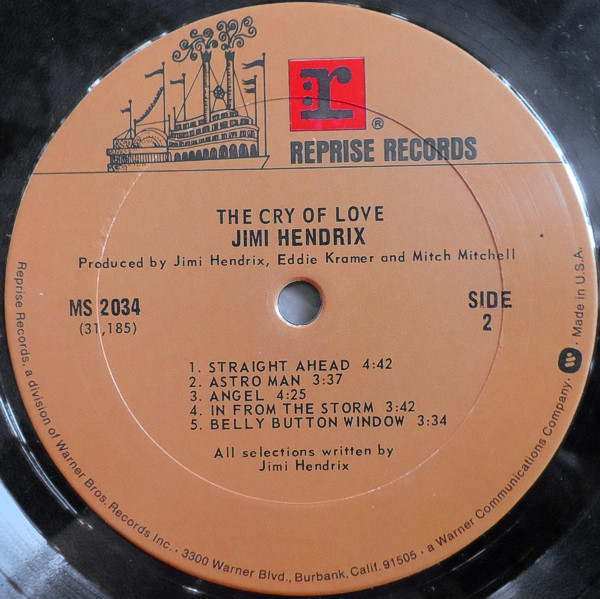 r
®
REPRISE RECORDS
THE CRY OF LOVE
JIMI HENDRIX
Produced by Jimi Hendrix, Eddie Kramer and Mitch Mitchell
MS 2034
(31,185)
SIDE
2
1. STRAIGHT AHEAD 4:42
2. ASTRO MAN 3:37
3. ANGEL 4:25
4. IN FROM THE STORM 3:42
5. BELLY BUTTON WINDOW 3:34
All selections written by
Jimi Hendrix
Reprise Records, a division of Warner Bros. Records Inc. • 3300 Warner Blvd., Burbank, Calif. 91505 • a Warner Communications Company. • Made in U.S.A.